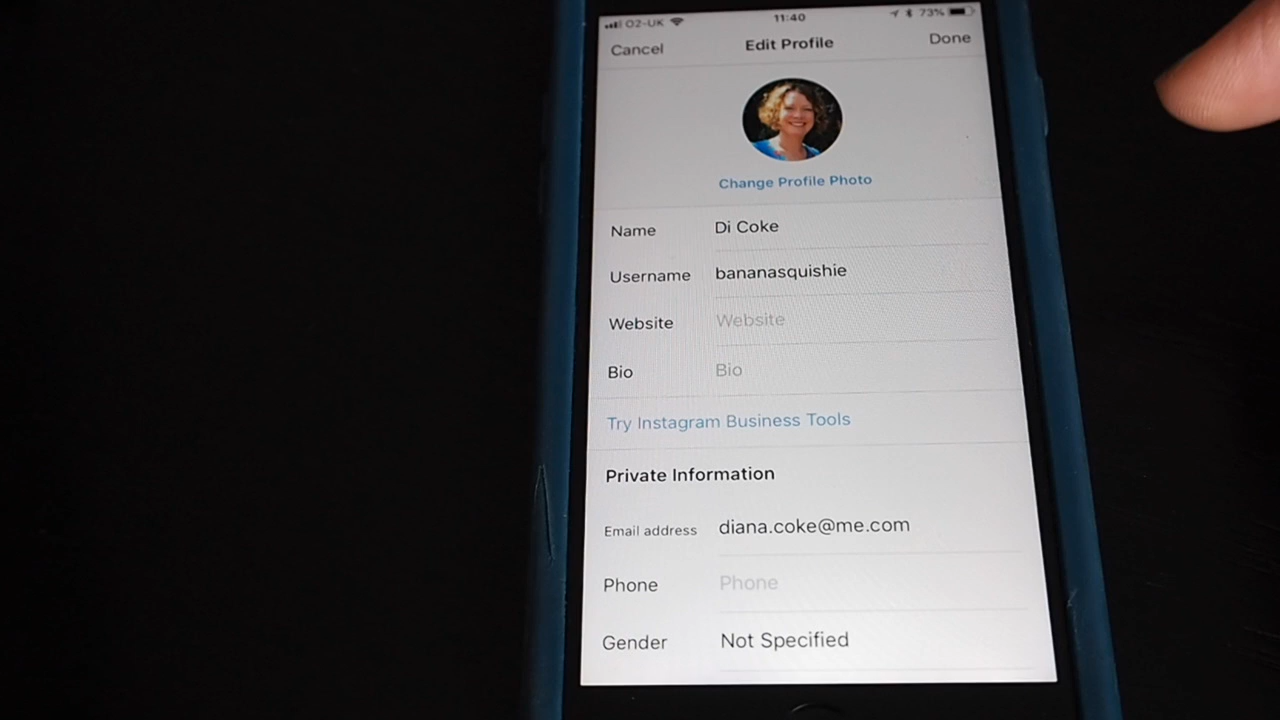 O2-UK 11:40 73%
Cancel Edit Profile Done
Change Profile Photo
Name Di Coke
Username bananasquishie
Website Website
Bio Bio
Try Instagram Business Tools
Private Information
Email address diana.coke@me.com
Phone Phone
Gender Not Specified